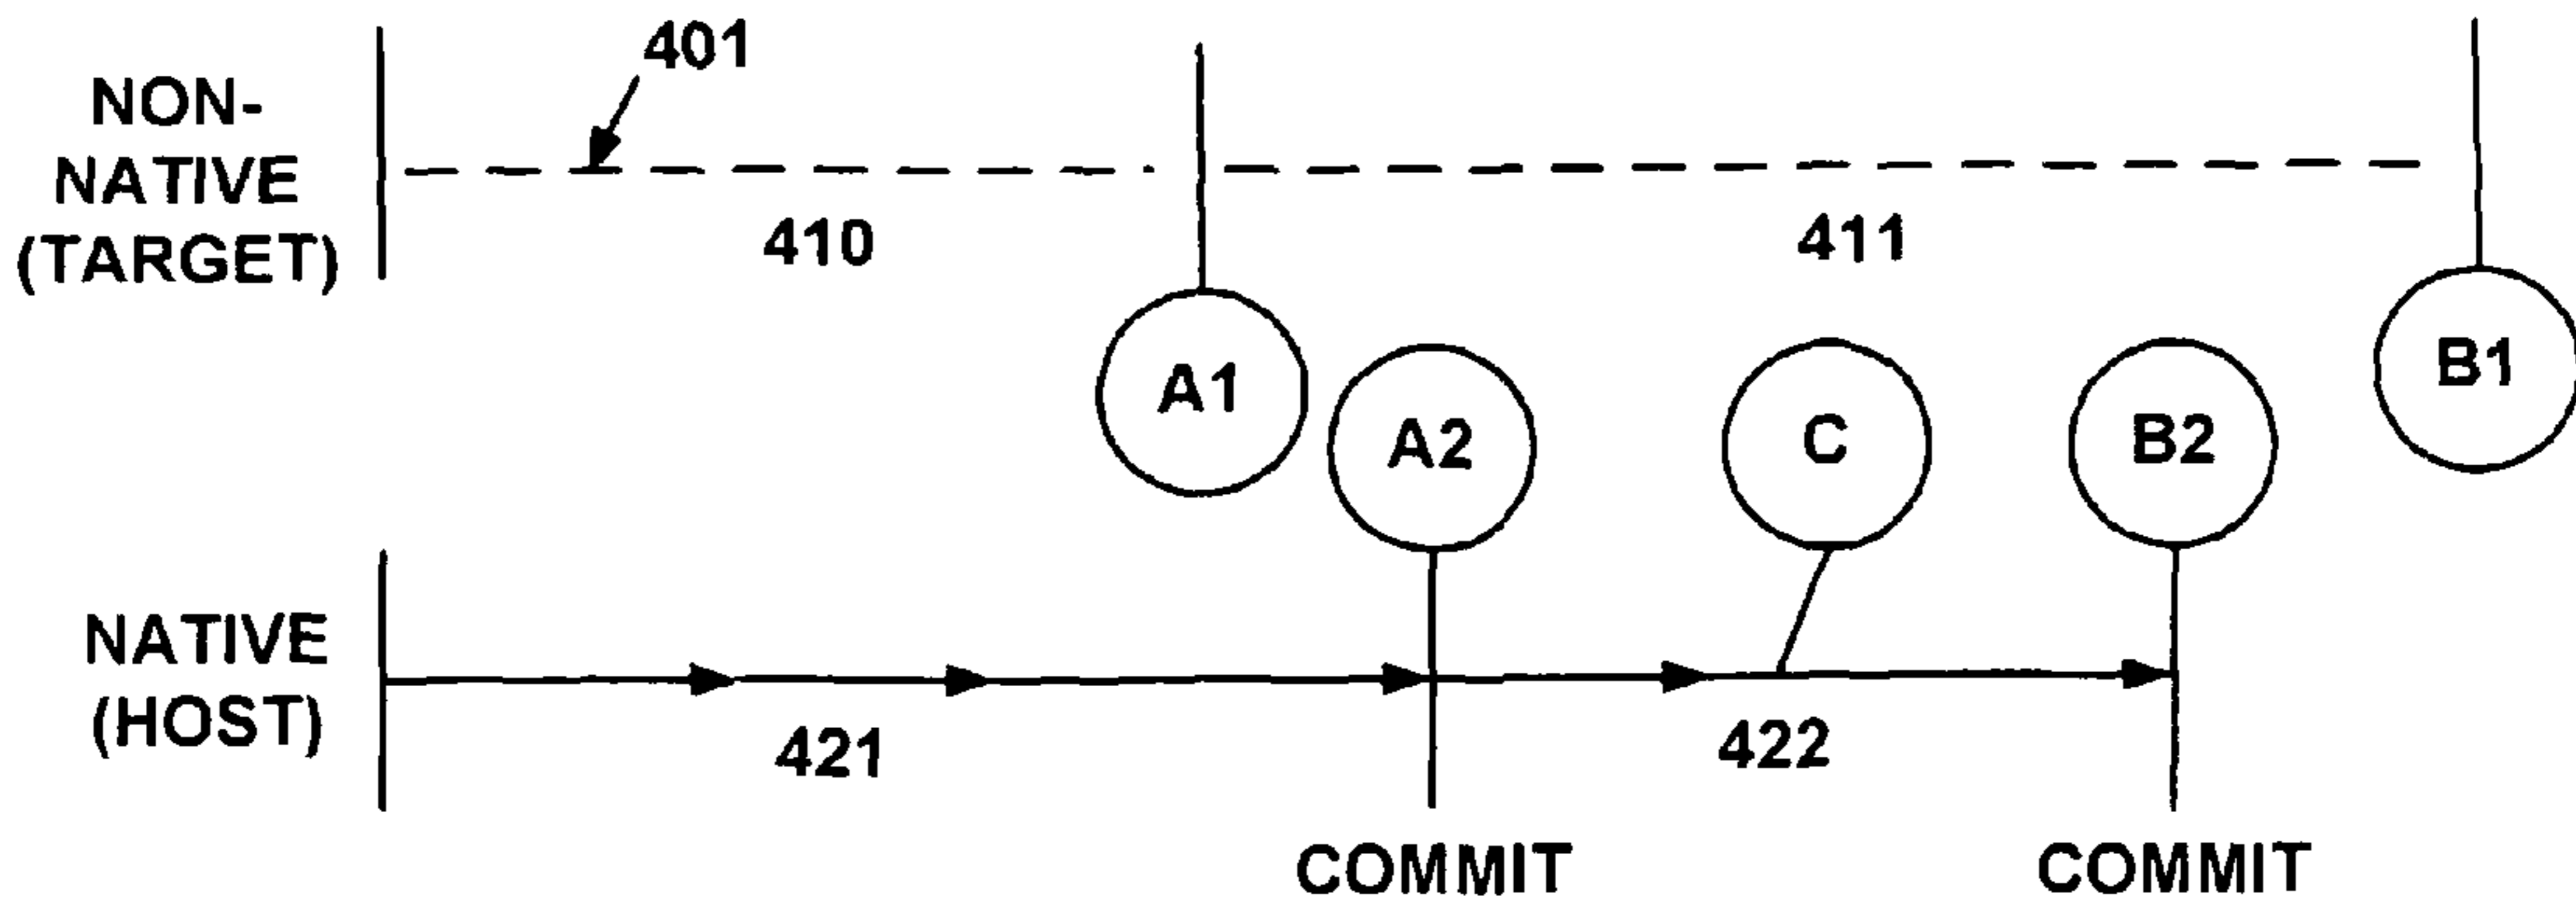 401
NON-
NATIVE
(TARGET)
410
411
A1
A2
C
B2
B1
NATIVE
(HOST)
421
422
COMMIT
COMMIT